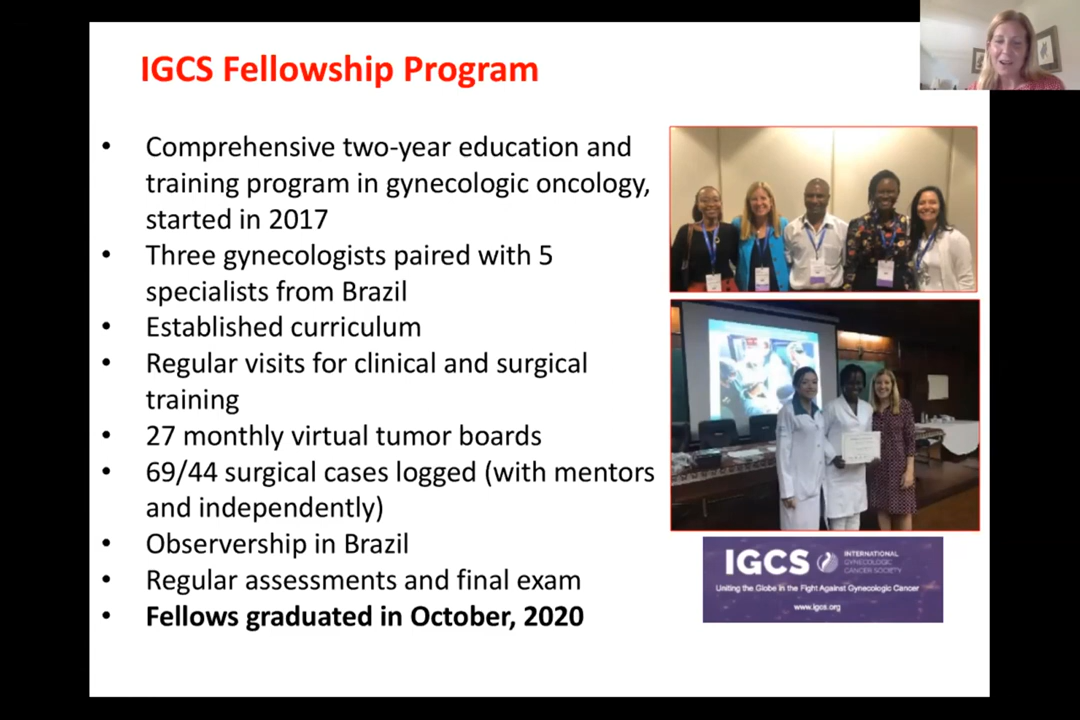 IGCS Fellowship Program
• Comprehensive two-year education and
training program in gynecologic oncology,
started in 2017
• Three gynecologists paired with 5
specialists from Brazil
• Established curriculum
• Regular visits for clinical and surgical
training
• 27 monthly virtual tumor boards
• 69/44 surgical cases logged (with mentors
and independently)
• Observership in Brazil
• Regular assessments and final exam
• Fellows graduated in October, 2020
IGCS
INTERNATIONAL
GYNECOLOGIC
CANCER SOCIETY
Uniting the Globe in the Fight Against Gynecologic Cancer
www.igcs.org